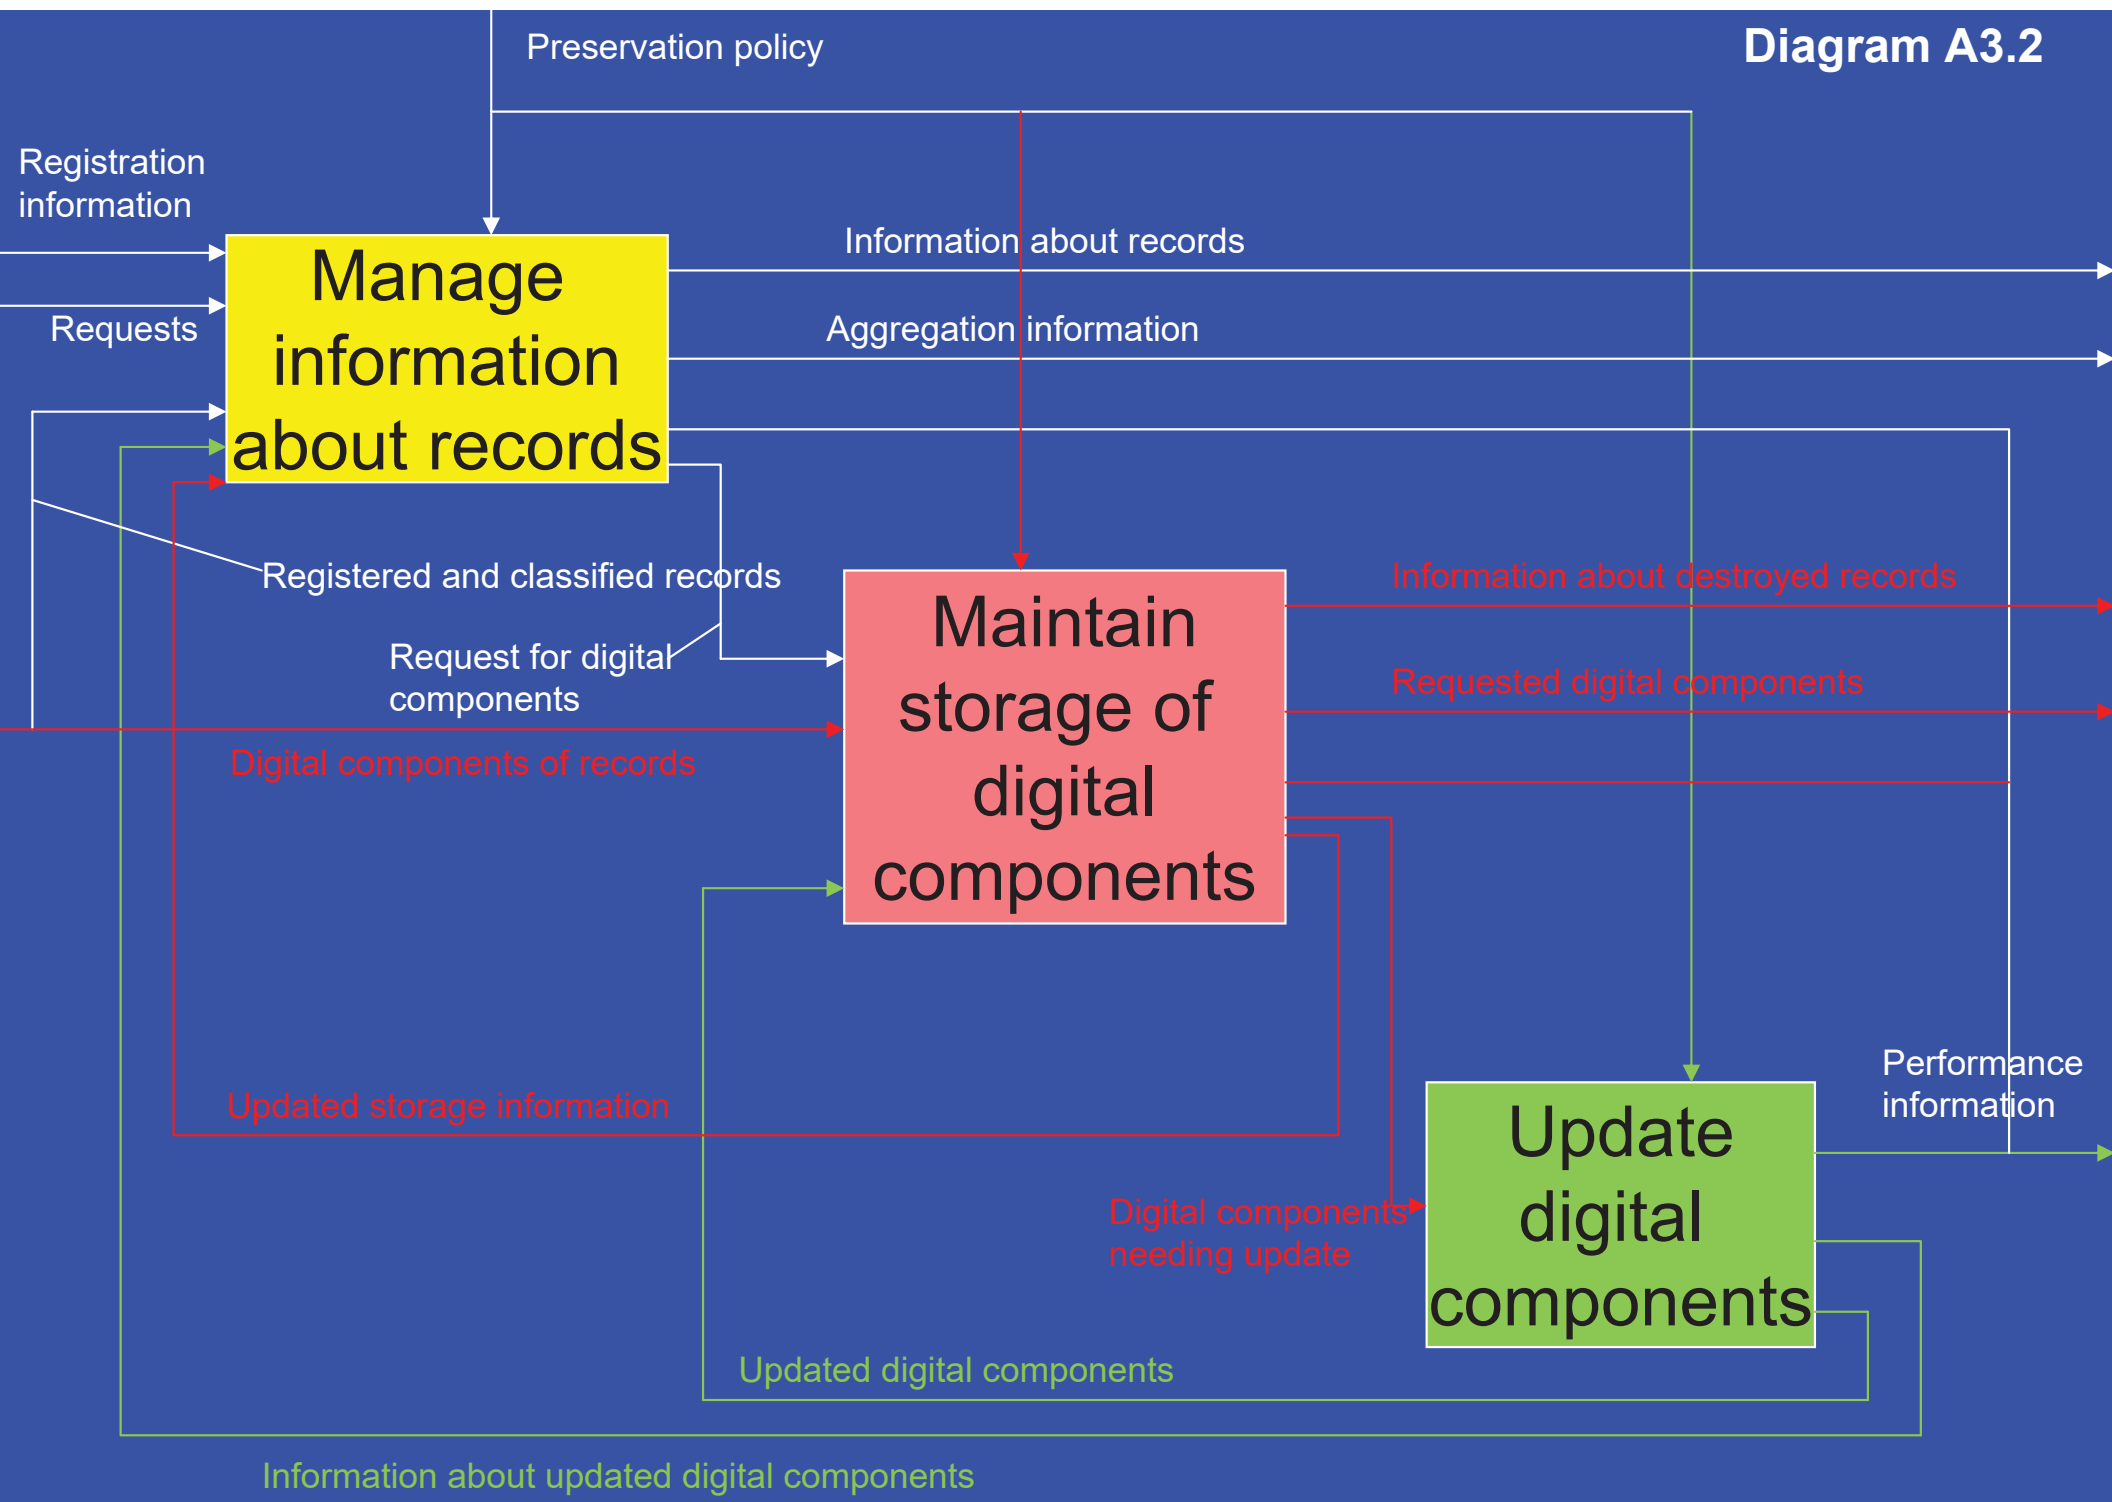 Preservation policy
Diagram A3.2
Registration
information
Information about records
Manage
information
about records
Requests
Aggregation information
Registered and classified records
Information about destroyed records
Maintain
storage of
digital
components
Request for digital
components
Requested digital components
Digital components of records
Performance
information
Updated storage information
Update
digital
components
Digital components
needing update
Updated digital components
Information about updated digital components